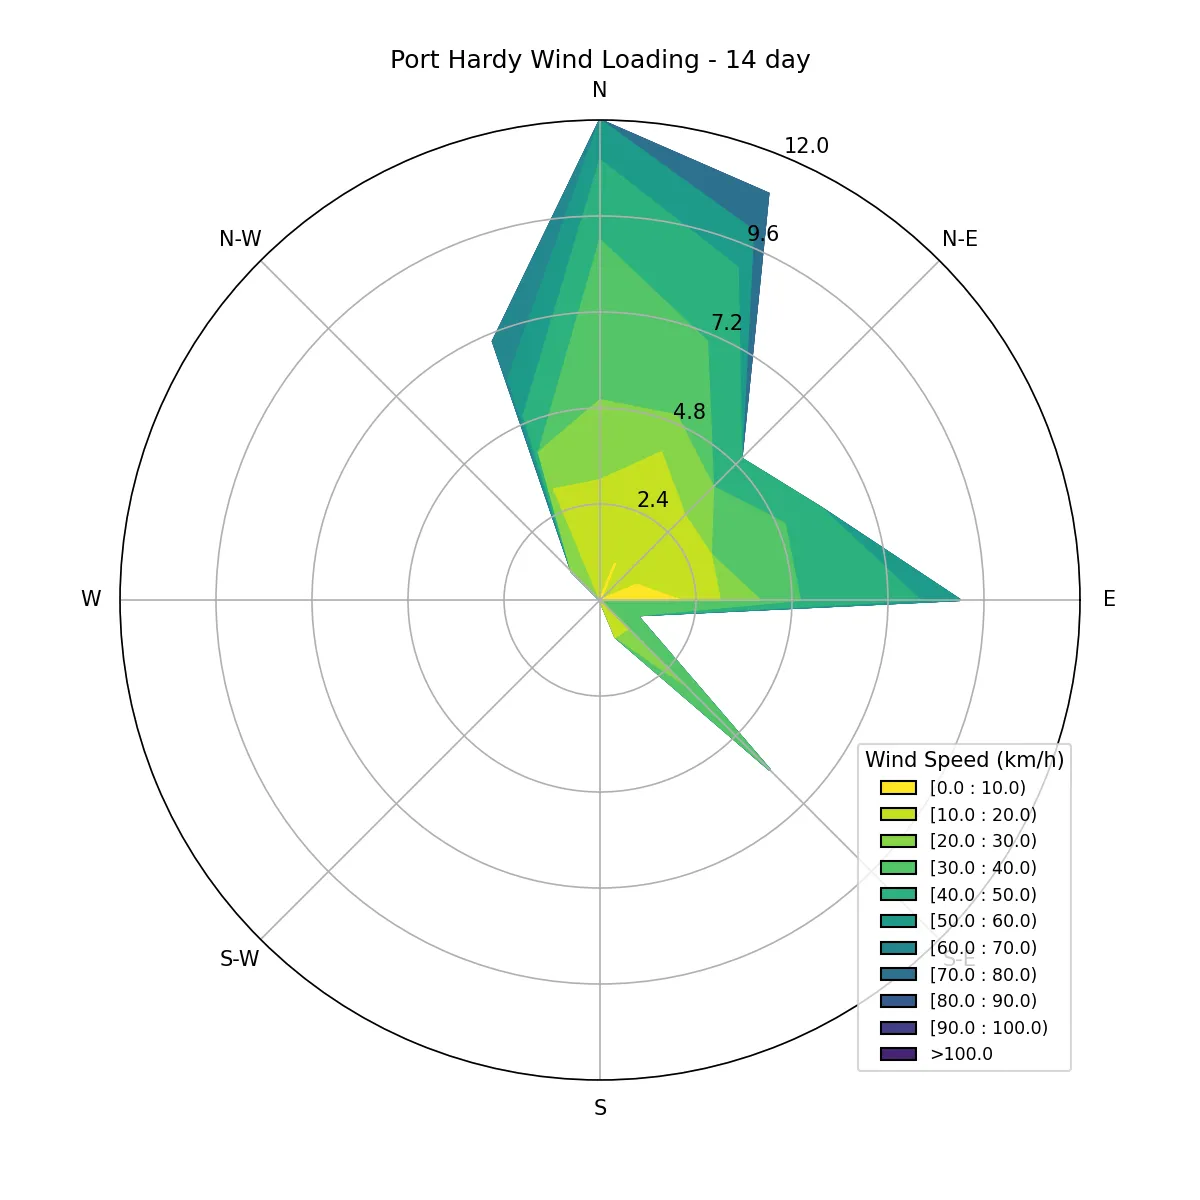 Port Hardy Wind Loading - 14 day
N
12.0
N-W
9.6
N-E
7.2
4.8
2.4
W
E
Wind Speed (km/h)
[0.0 : 10.0)
[10.0 : 20.0)
[20.0 : 30.0)
[30.0 : 40.0)
[40.0 : 50.0)
[50.0 : 60.0)
[60.0 : 70.0)
[70.0 : 80.0)
[80.0 : 90.0)
[90.0 : 100.0)
>100.0
S-W
S-E
S